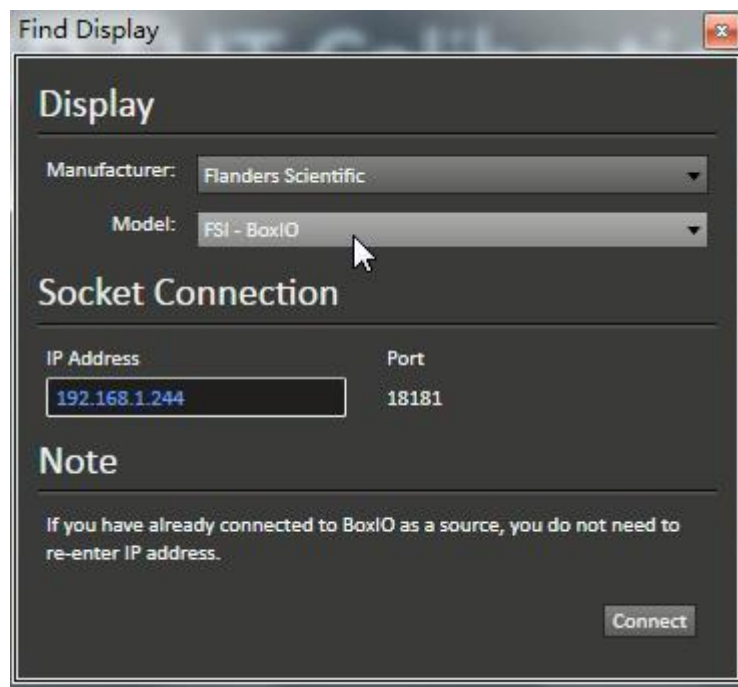 Find Display
Display
Manufacturer: Flanders Scientific
Model: FSI - BoxIO
Socket Connection
IP Address Port
192.168.1.244 18181
Note
If you have already connected to BoxIO as a source, you do not need to
re-enter IP address.
Connect